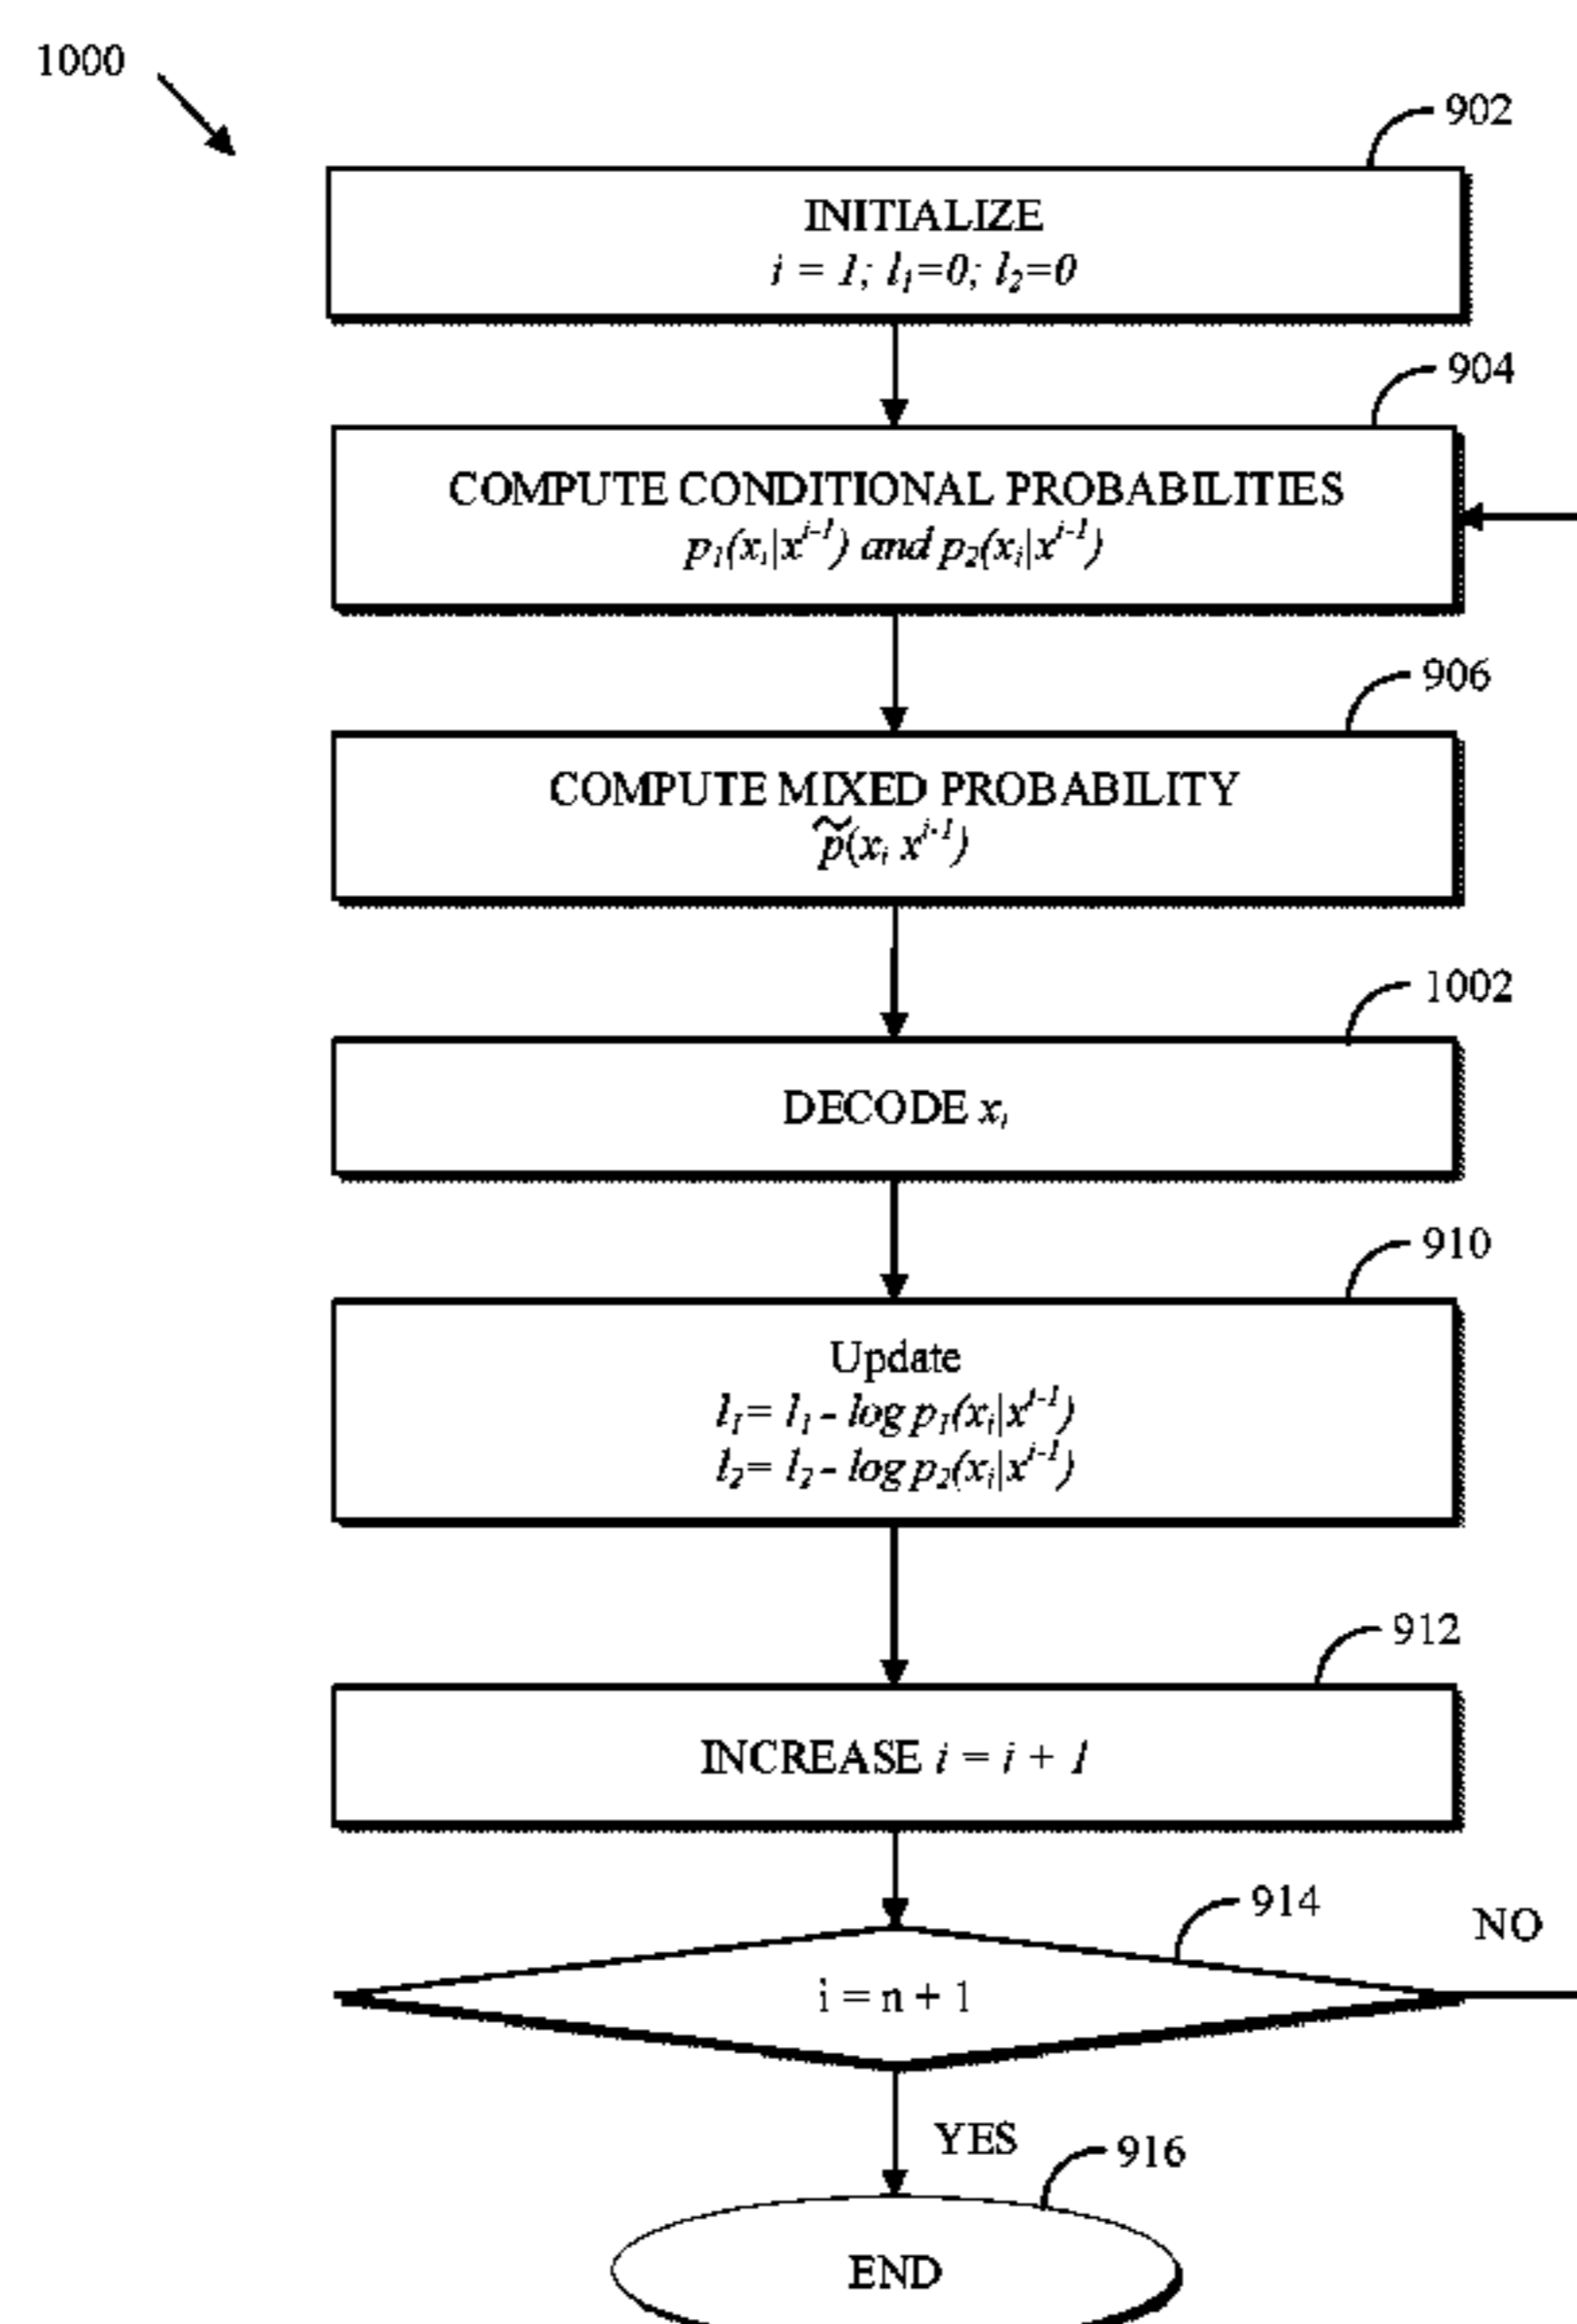 1000
902
INITIALIZE
i = 1; l₁=0; l₂=0
904
COMPUTE CONDITIONAL PROBABILITIES
p₁(xᵢ|xⁱ⁻¹) and p₂(xᵢ|xⁱ⁻¹)
906
COMPUTE MIXED PROBABILITY
p̃(xᵢ xⁱ⁻¹)
1002
DECODE xᵢ
910
Update
l₁= l₁ - log p₁(xᵢ|xⁱ⁻¹)
l₂= l₂ - log p₂(xᵢ|xⁱ⁻¹)
912
INCREASE i = i + 1
914
NO
i = n + 1
YES
916
END